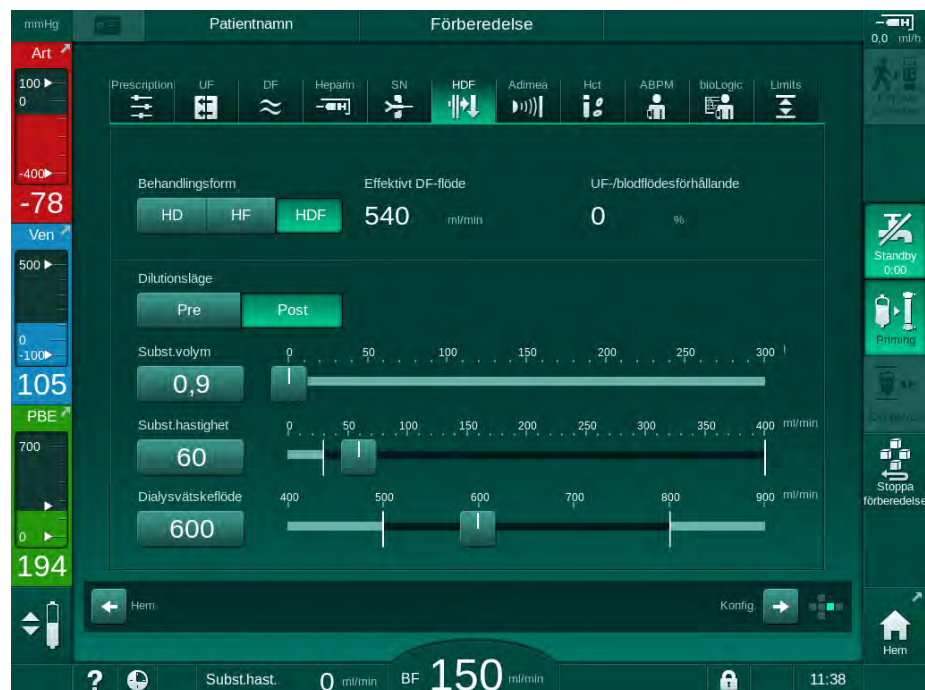 mmHg
Patientnamn
Förberedelse
0,0 ml/h
Art
100
0
-400
-78
Ven
500
0
-100
105
PBE
700
0
194
Prescription UF DF Heparin SN HDF Adimea Hct ABPM bioLogic Limits
Behandlingsform Effektivt DF-flöde UF-/blodflödesförhållande
HD HF HDF 540 ml/min 0 %
Dilutionsläge
Pre Post
Subst.volym 0 50 100 150 200 250 300 l
0,9
Subst.hastighet 0 50 100 150 200 250 300 350 400 ml/min
60
Dialysvätskeflöde 400 500 600 700 800 900 ml/min
600
Hem
Konfig.
Standby
0:00
Priming
Stoppa
förberedelse
Hem
? Subst.hast. 0 ml/min BF 150 ml/min 11:38